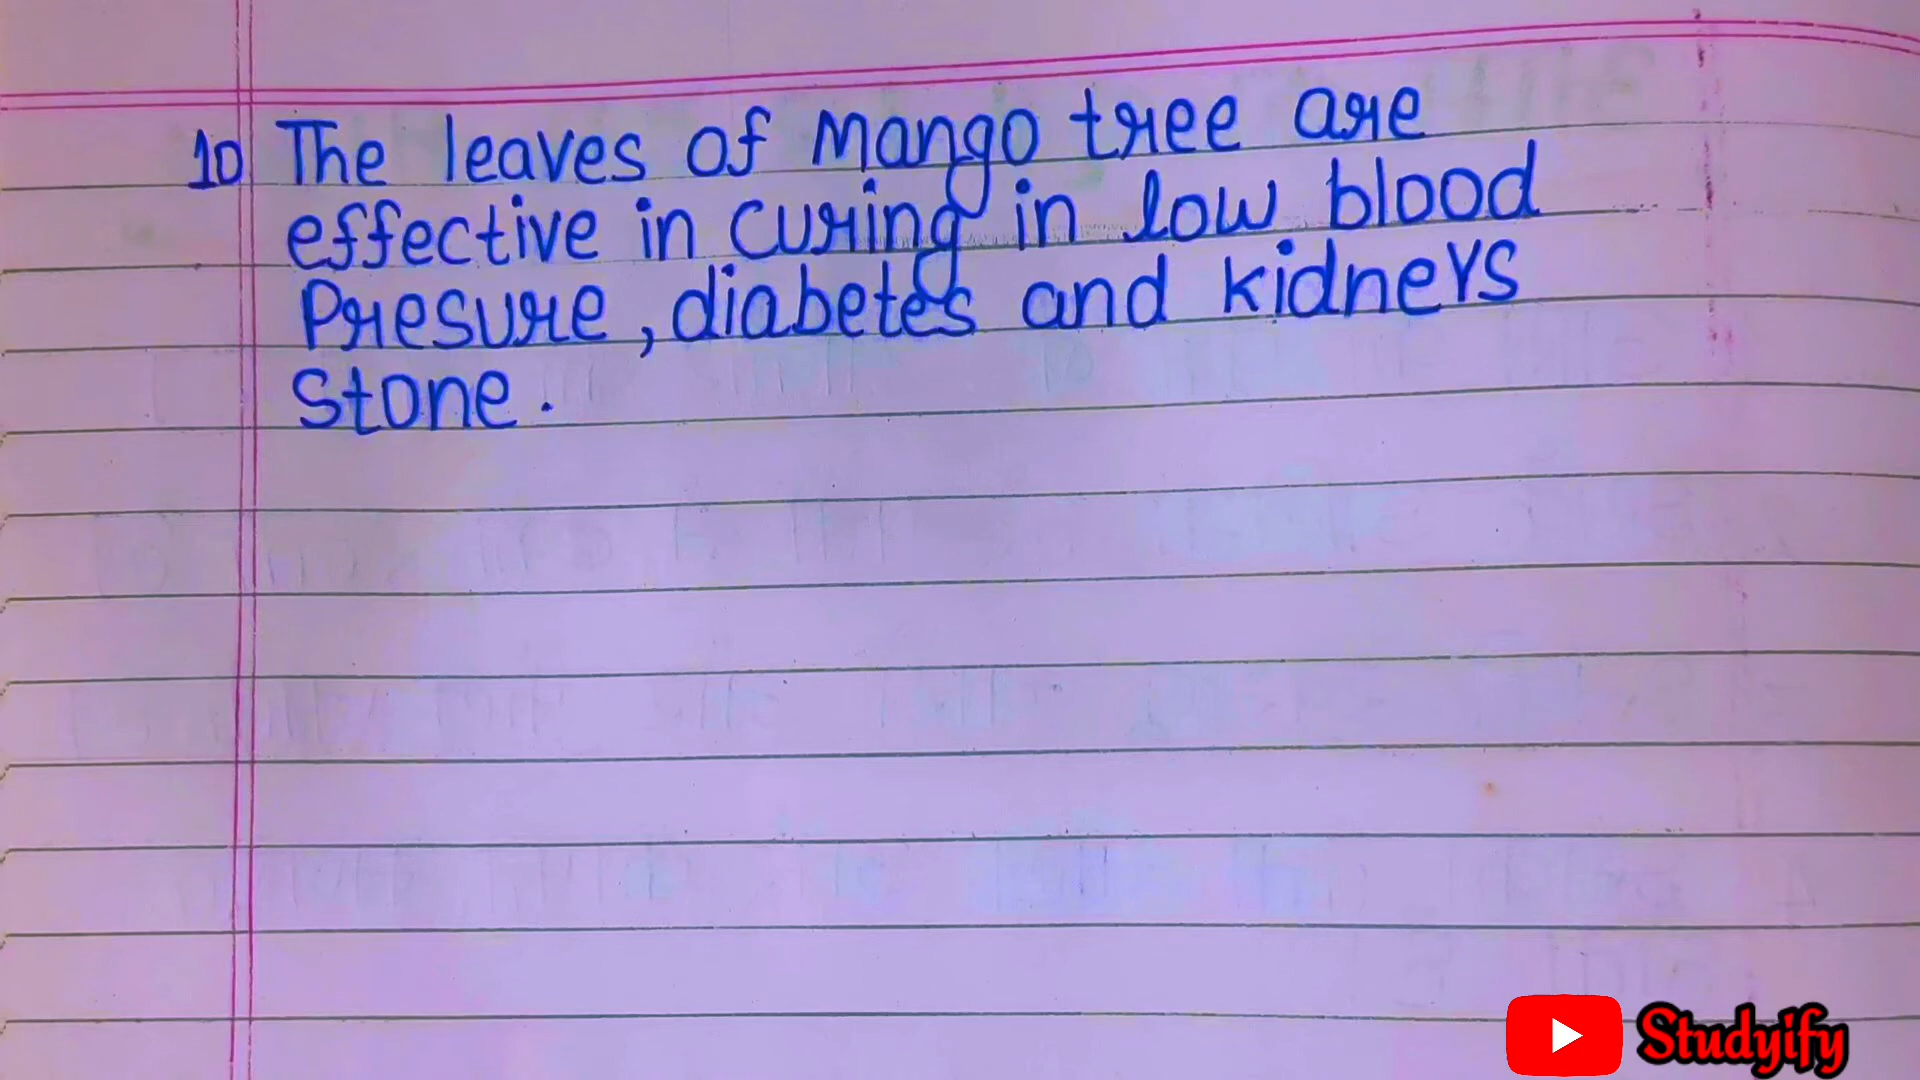 10 The leaves of Mango tree are
effective in curing in low blood
Presure, diabetes and kidneys
Stone.
Studyify